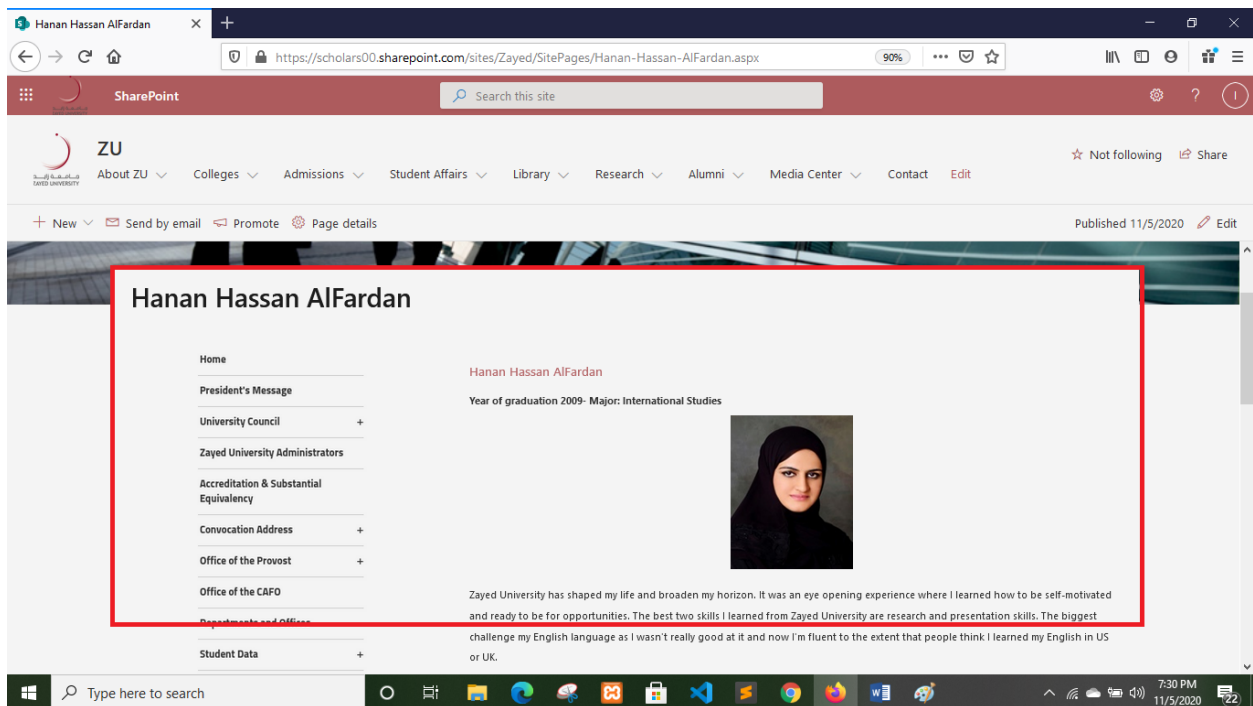 Hanan Hassan AlFardan
https://scholars00.sharepoint.com/sites/Zayed/SitePages/Hanan-Hassan-AlFardan.aspx
90%
SharePoint
Search this site
?
I
ZU
جامعة زايد
ZAYED UNIVERSITY
About ZU
Colleges
Admissions
Student Affairs
Library
Research
Alumni
Media Center
Contact
Edit
Not following
Share
New
Send by email
Promote
Page details
Published 11/5/2020
Edit
Hanan Hassan AlFardan
Home
President's Message
University Council +
Zayed University Administrators
Accreditation & Substantial
Equivalency
Convocation Address +
Office of the Provost +
Office of the CAFO
Departments and Offices
Student Data +
Hanan Hassan AlFardan
Year of graduation 2009- Major: International Studies
Zayed University has shaped my life and broaden my horizon. It was an eye opening experience where I learned how to be self-motivated
and ready to be for opportunities. The best two skills I learned from Zayed University are research and presentation skills. The biggest
challenge my English language as I wasn't really good at it and now I'm fluent to the extent that people think I learned my English in US
or UK.
Type here to search
7:30 PM
11/5/2020
22